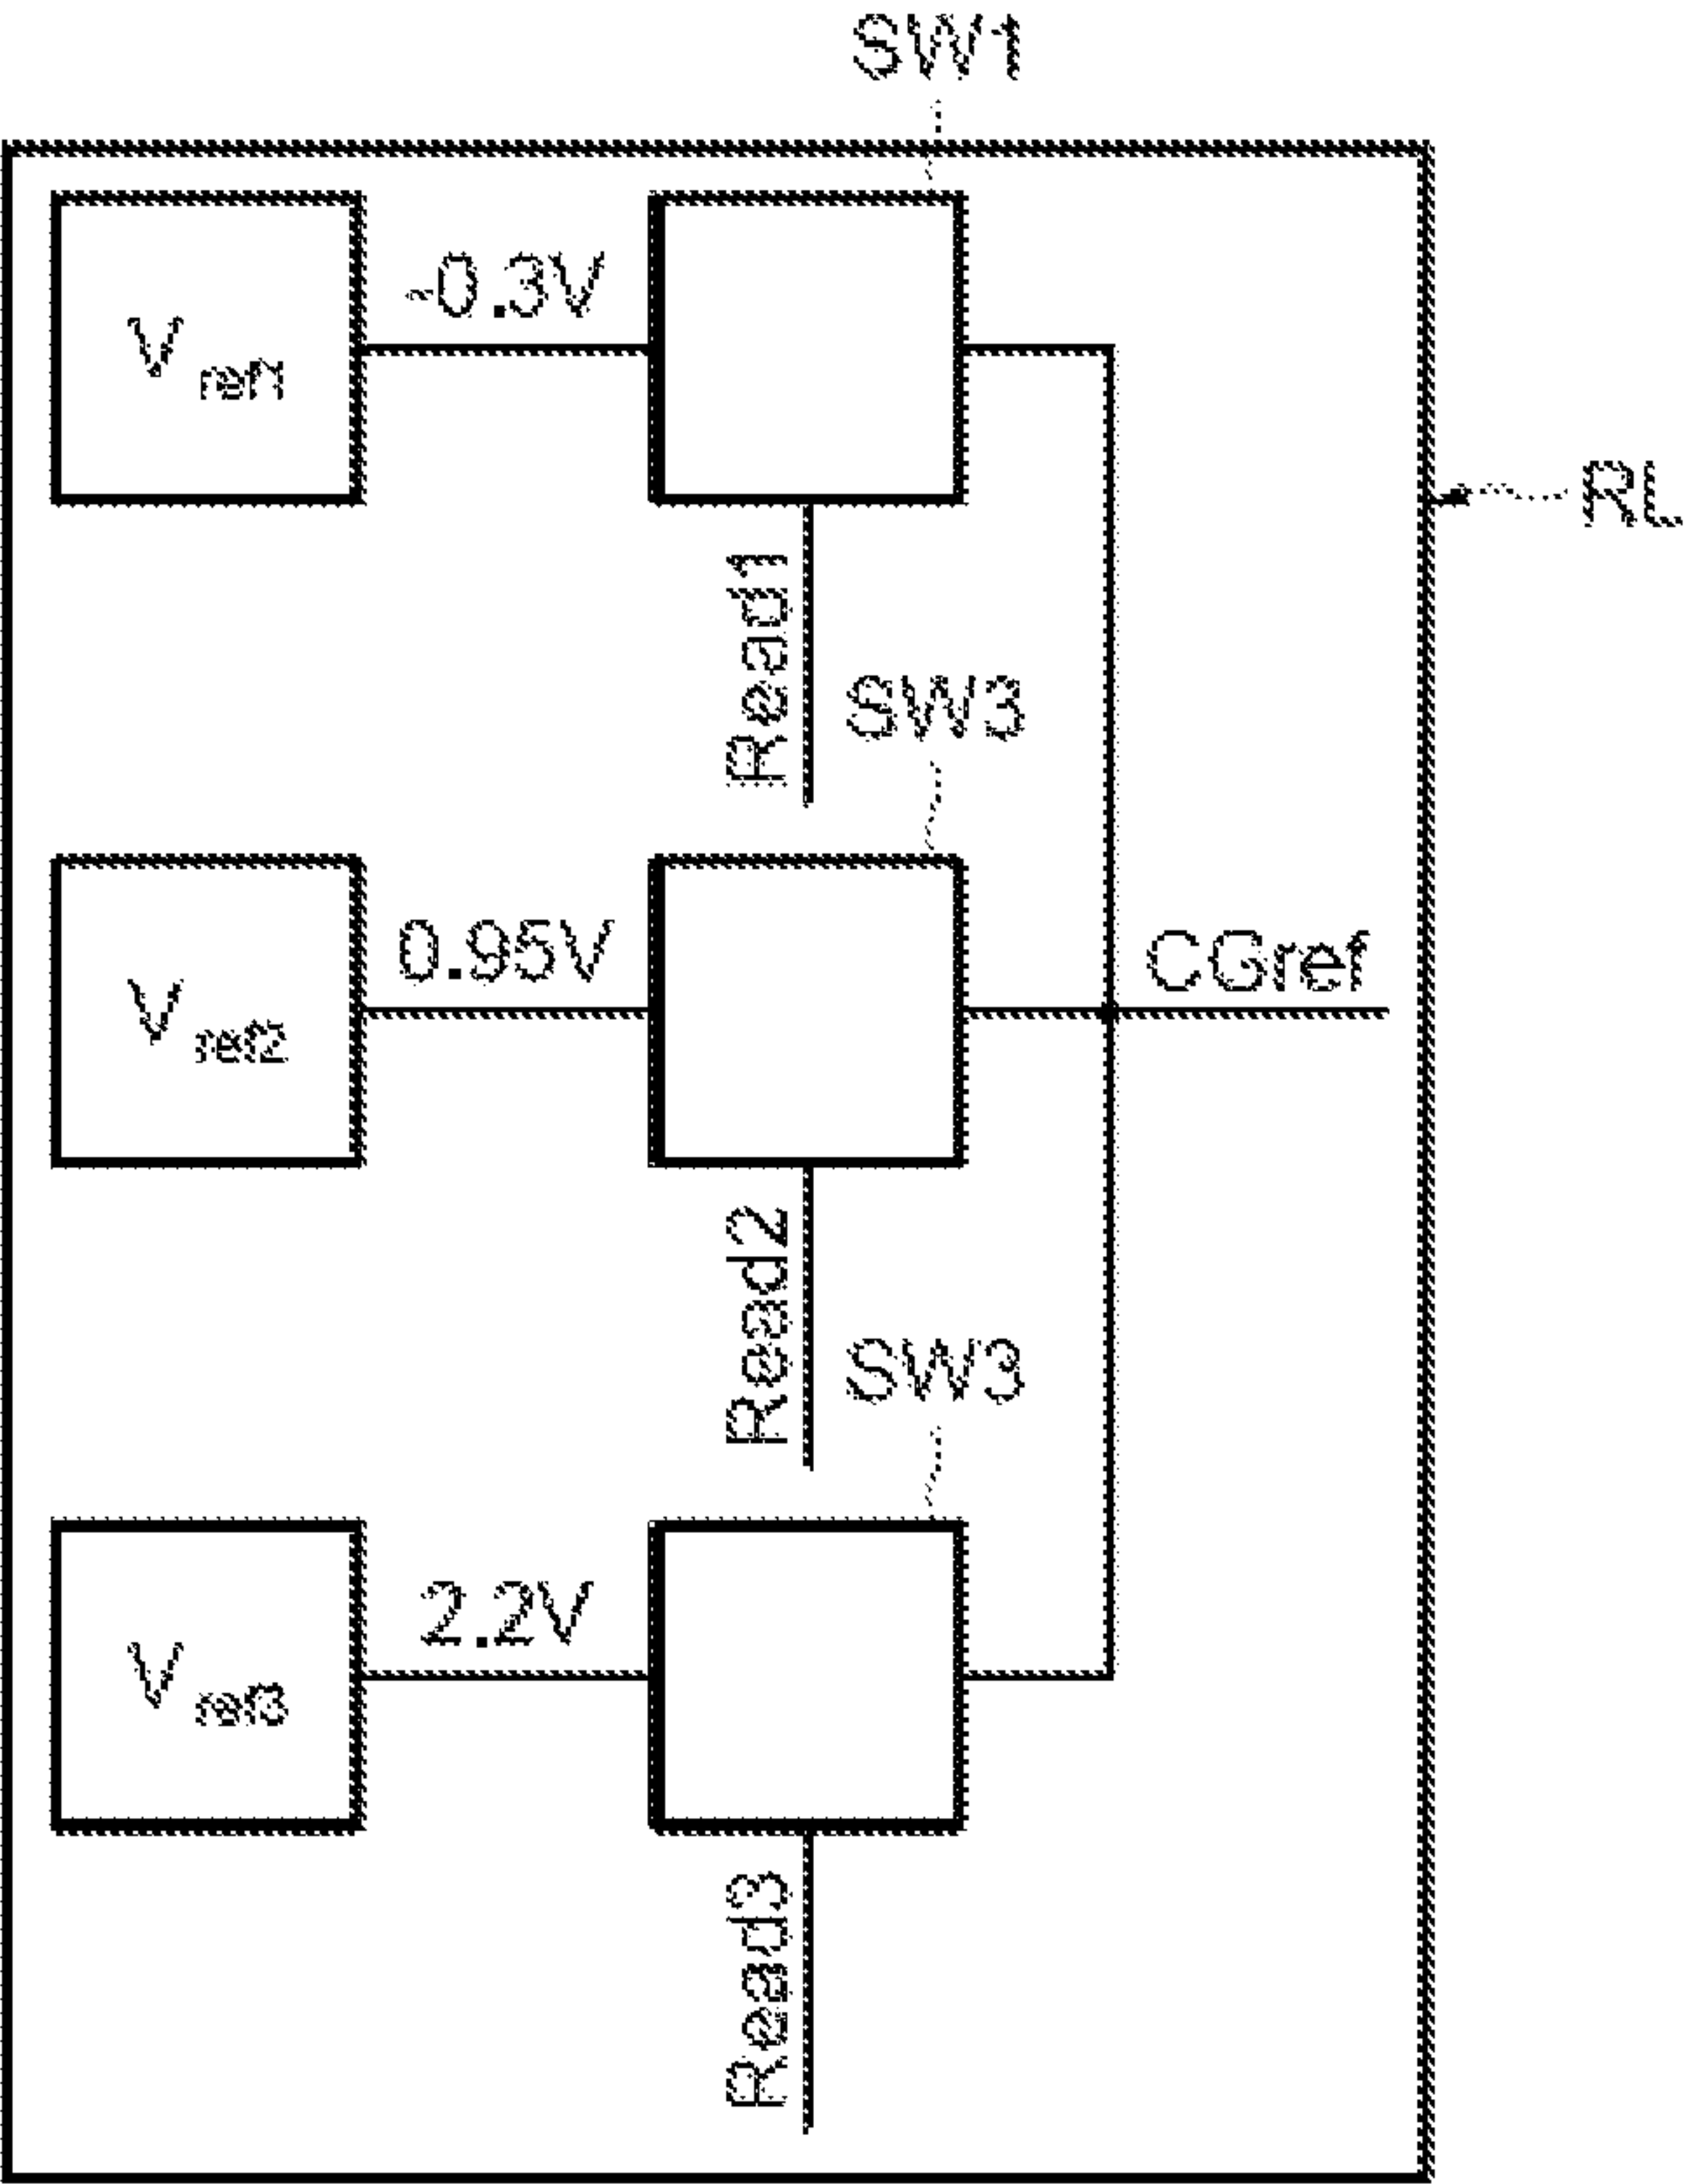 SW1
Vref1
-0.3V
RL
Read1
SW3
Vref2
0.95V
CGref
Read2
SW3
Vref3
2.2V
Read3